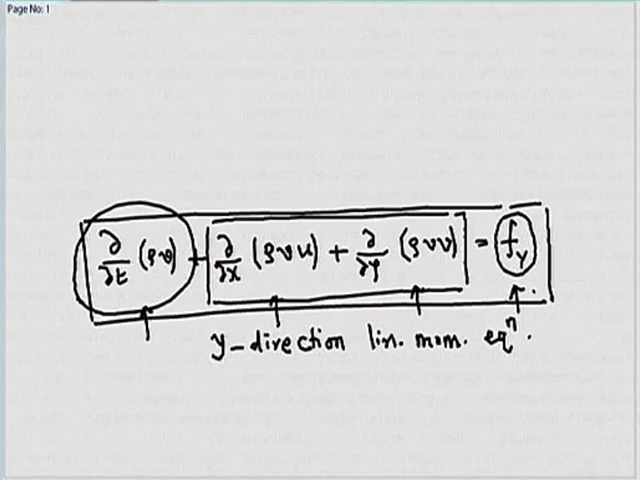 Page No: 1
∂/∂t (ρv) + ∂/∂x (ρvu) + ∂/∂y (ρvv) = f_y
y-direction lin. mom. eqⁿ.